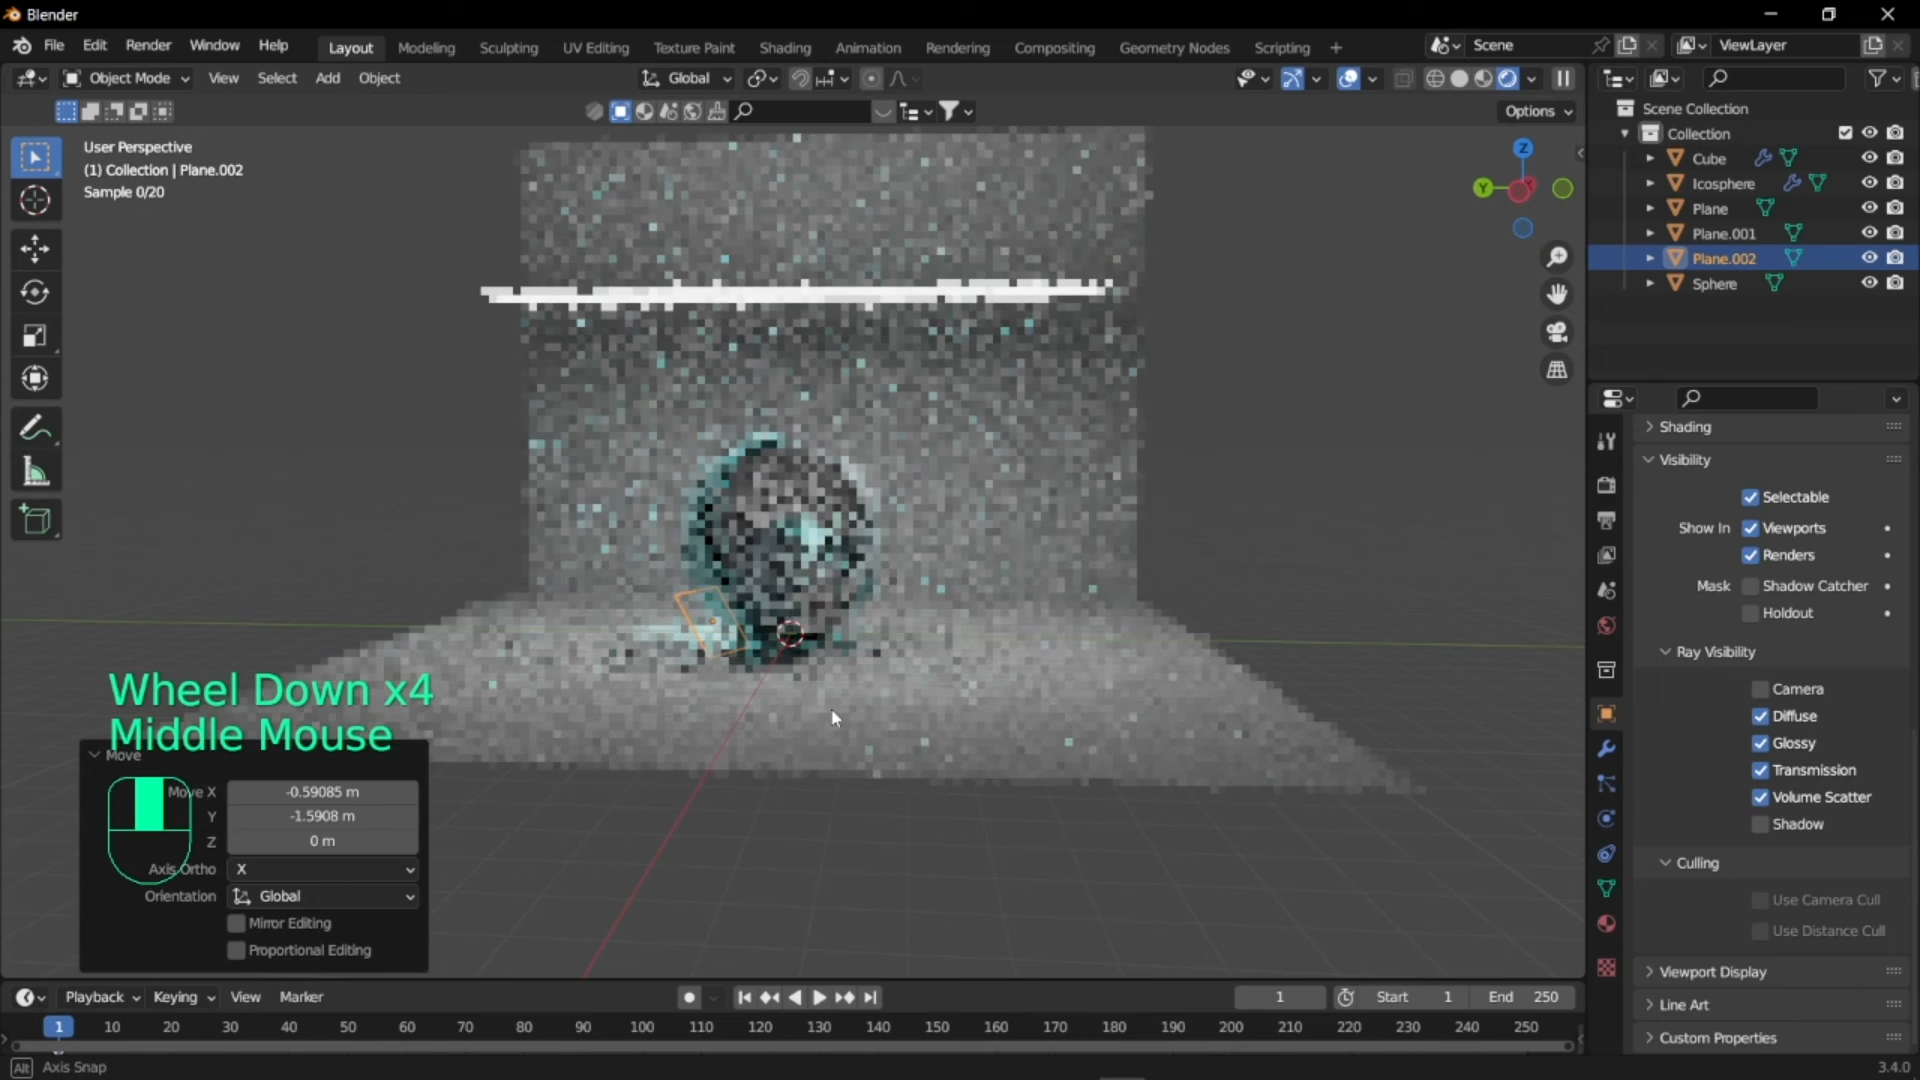 Blender
File Edit Render Window Help Layout Modeling Sculpting UV Editing Texture Paint Shading Animation Rendering Compositing Geometry Nodes Scripting + Scene ViewLayer
Object Mode View Select Add Object Global
Options
User Perspective
(1) Collection | Plane.002
Sample 0/20
Z
Y
Scene Collection
Collection
Cube
Icosphere
Plane
Plane.001
Plane.002
Sphere
Shading
Visibility
Selectable
Show In Viewports
Renders
Mask Shadow Catcher
Holdout
Ray Visibility
Camera
Diffuse
Glossy
Transmission
Volume Scatter
Shadow
Culling
Use Camera Cull
Use Distance Cull
Viewport Display
Line Art
Custom Properties
Wheel Down x4
Middle Mouse
Move
Move X -0.59085 m
Y -1.5908 m
Z 0 m
Axis Ortho X
Orientation Global
Mirror Editing
Proportional Editing
Playback Keying View Marker 1 Start 1 End 250
1 10 20 30 40 50 60 70 80 90 100 110 120 130 140 150 160 170 180 190 200 210 220 230 240 250
Alt Axis Snap 3.4.0